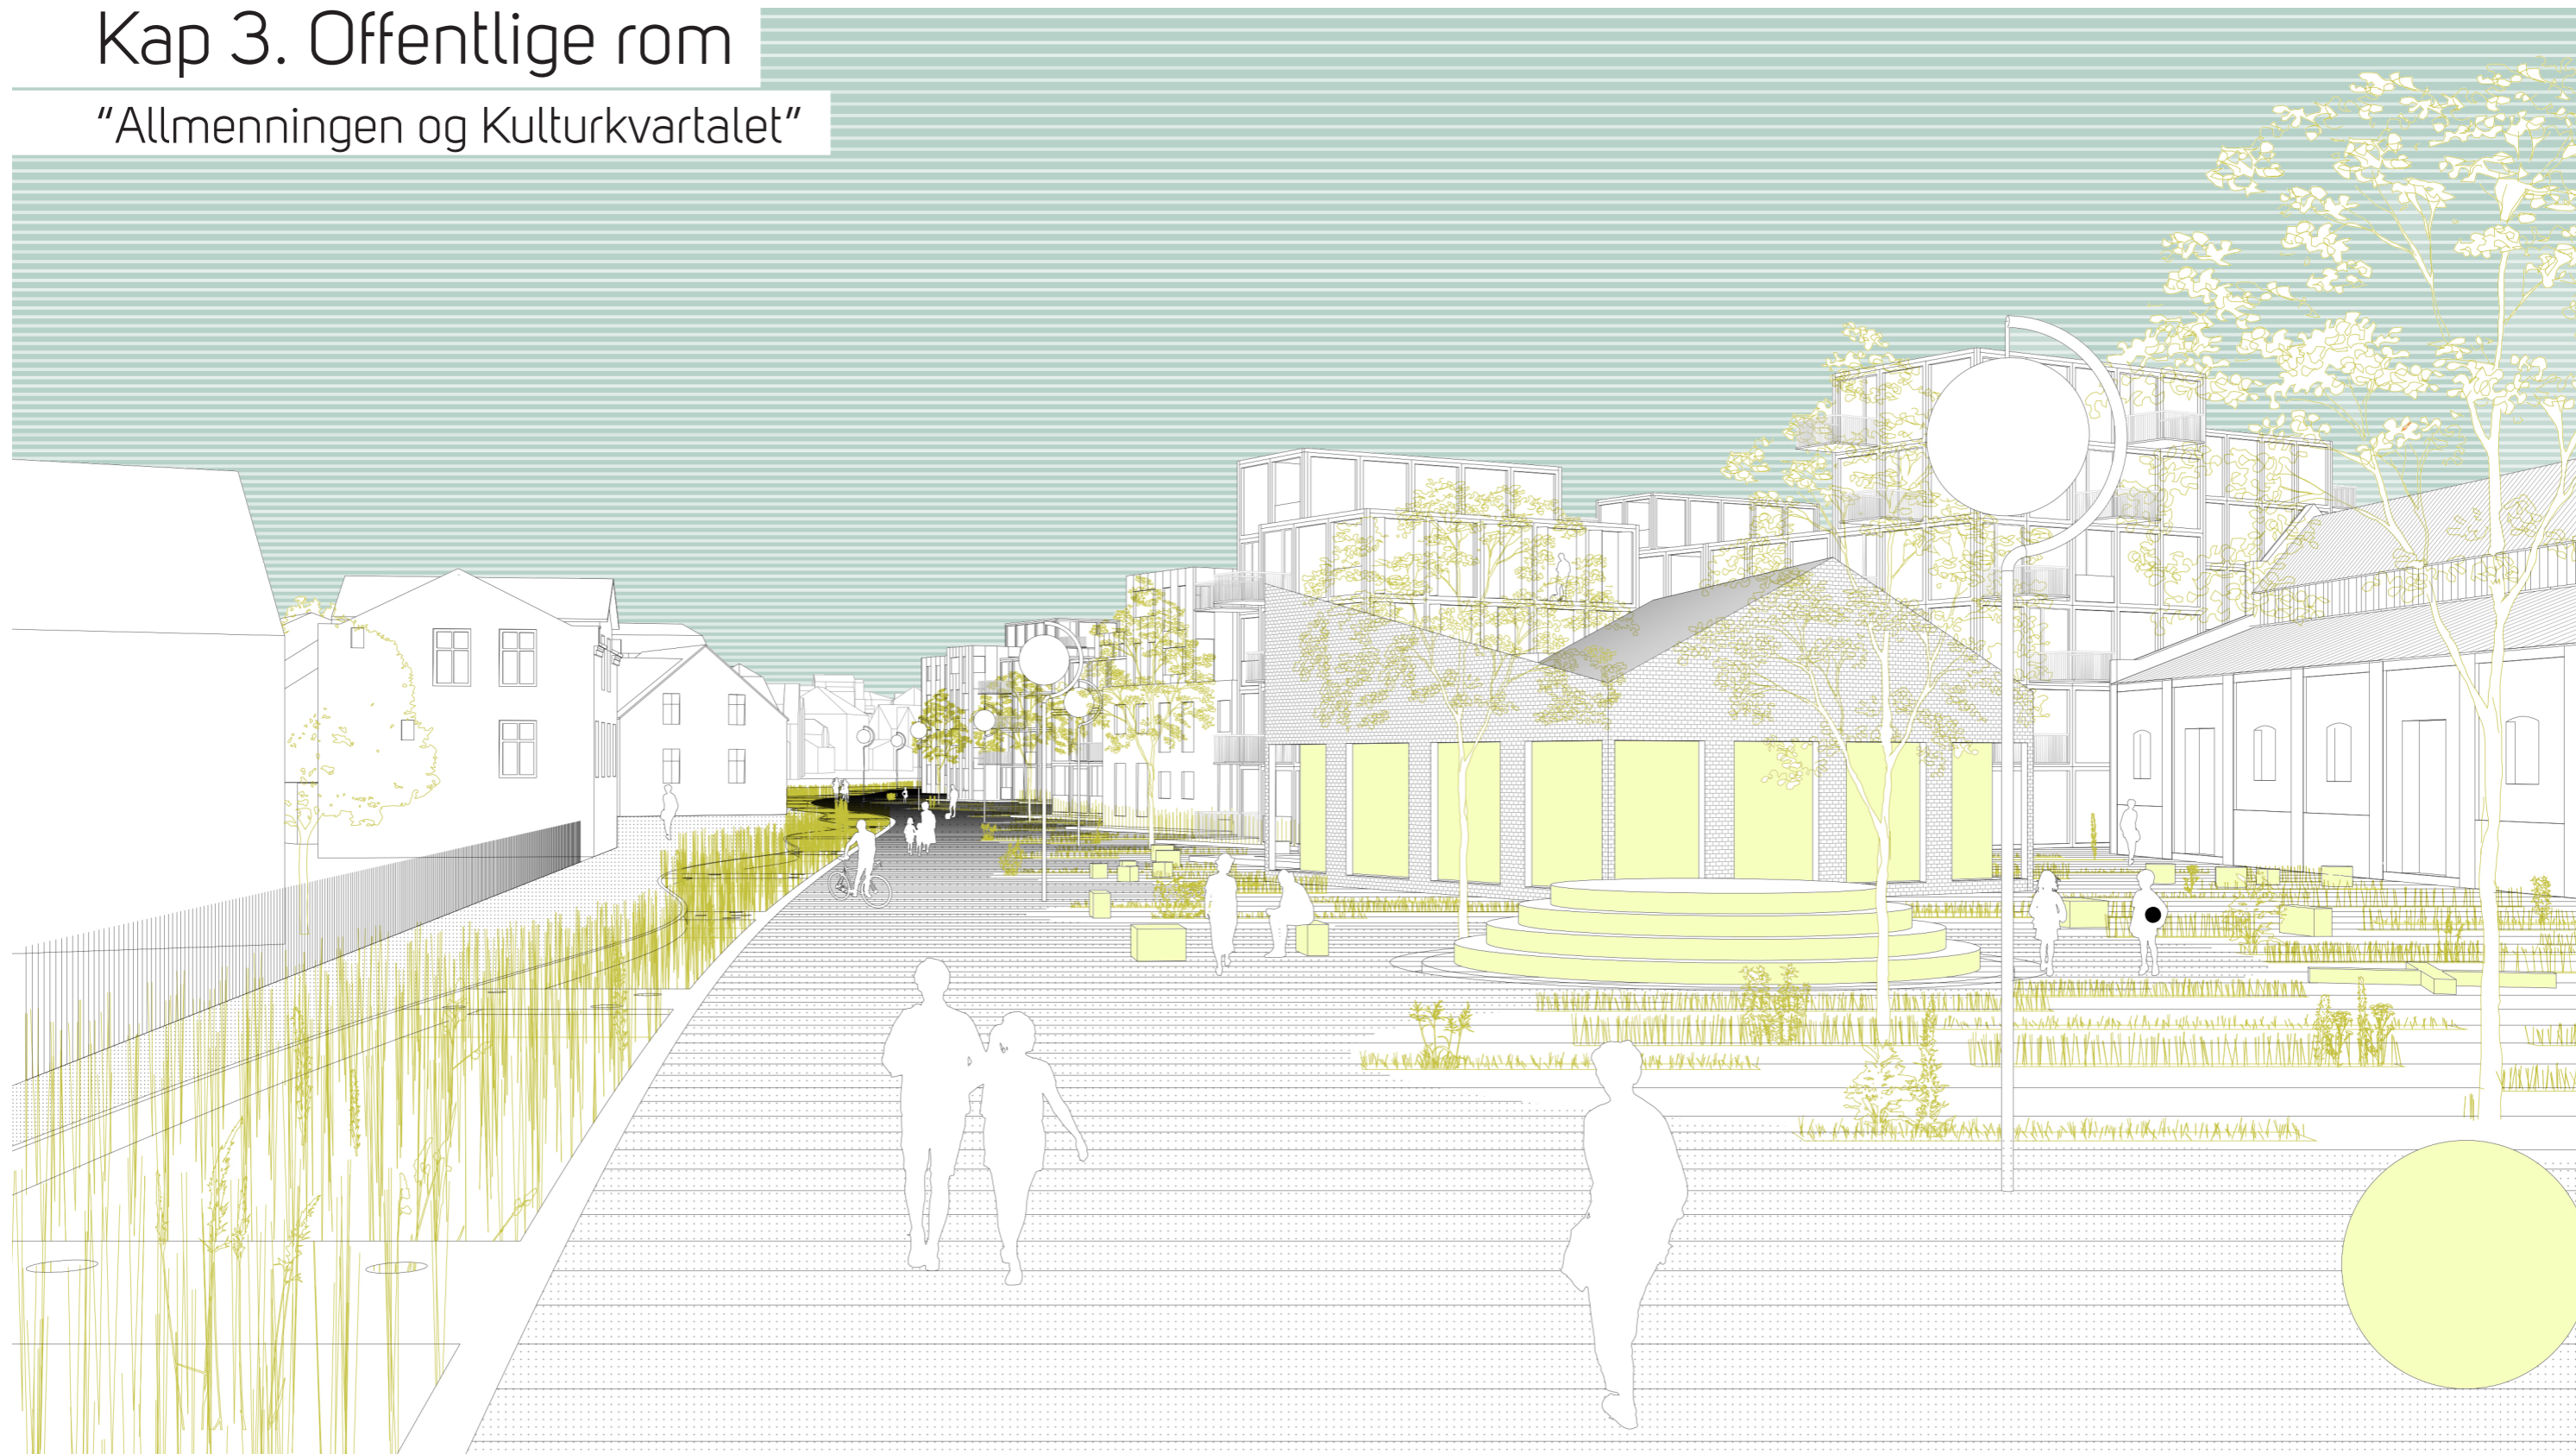 Kap 3. Offentlige rom
“Allmenningen og Kulturkvartalet”